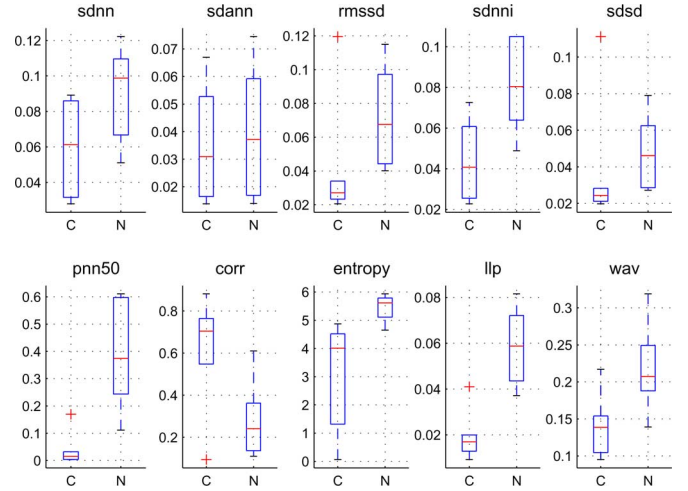 sdnn sdann rmssd sdnni sdsd
0.12 0.1 0.08 0.06 0.04
0.07 0.06 0.05 0.04 0.03 0.02
0.12 0.1 0.08 0.06 0.04 0.02
0.1 0.08 0.06 0.04 0.02
0.1 0.08 0.06 0.04 0.02
C N C N C N C N C N
pnn50 corr entropy llp wav
0.6 0.5 0.4 0.3 0.2 0.1 0
0.8 0.6 0.4 0.2
6 5 4 3 2 1 0
0.08 0.06 0.04 0.02
0.3 0.25 0.2 0.15 0.1
C N C N C N C N C N